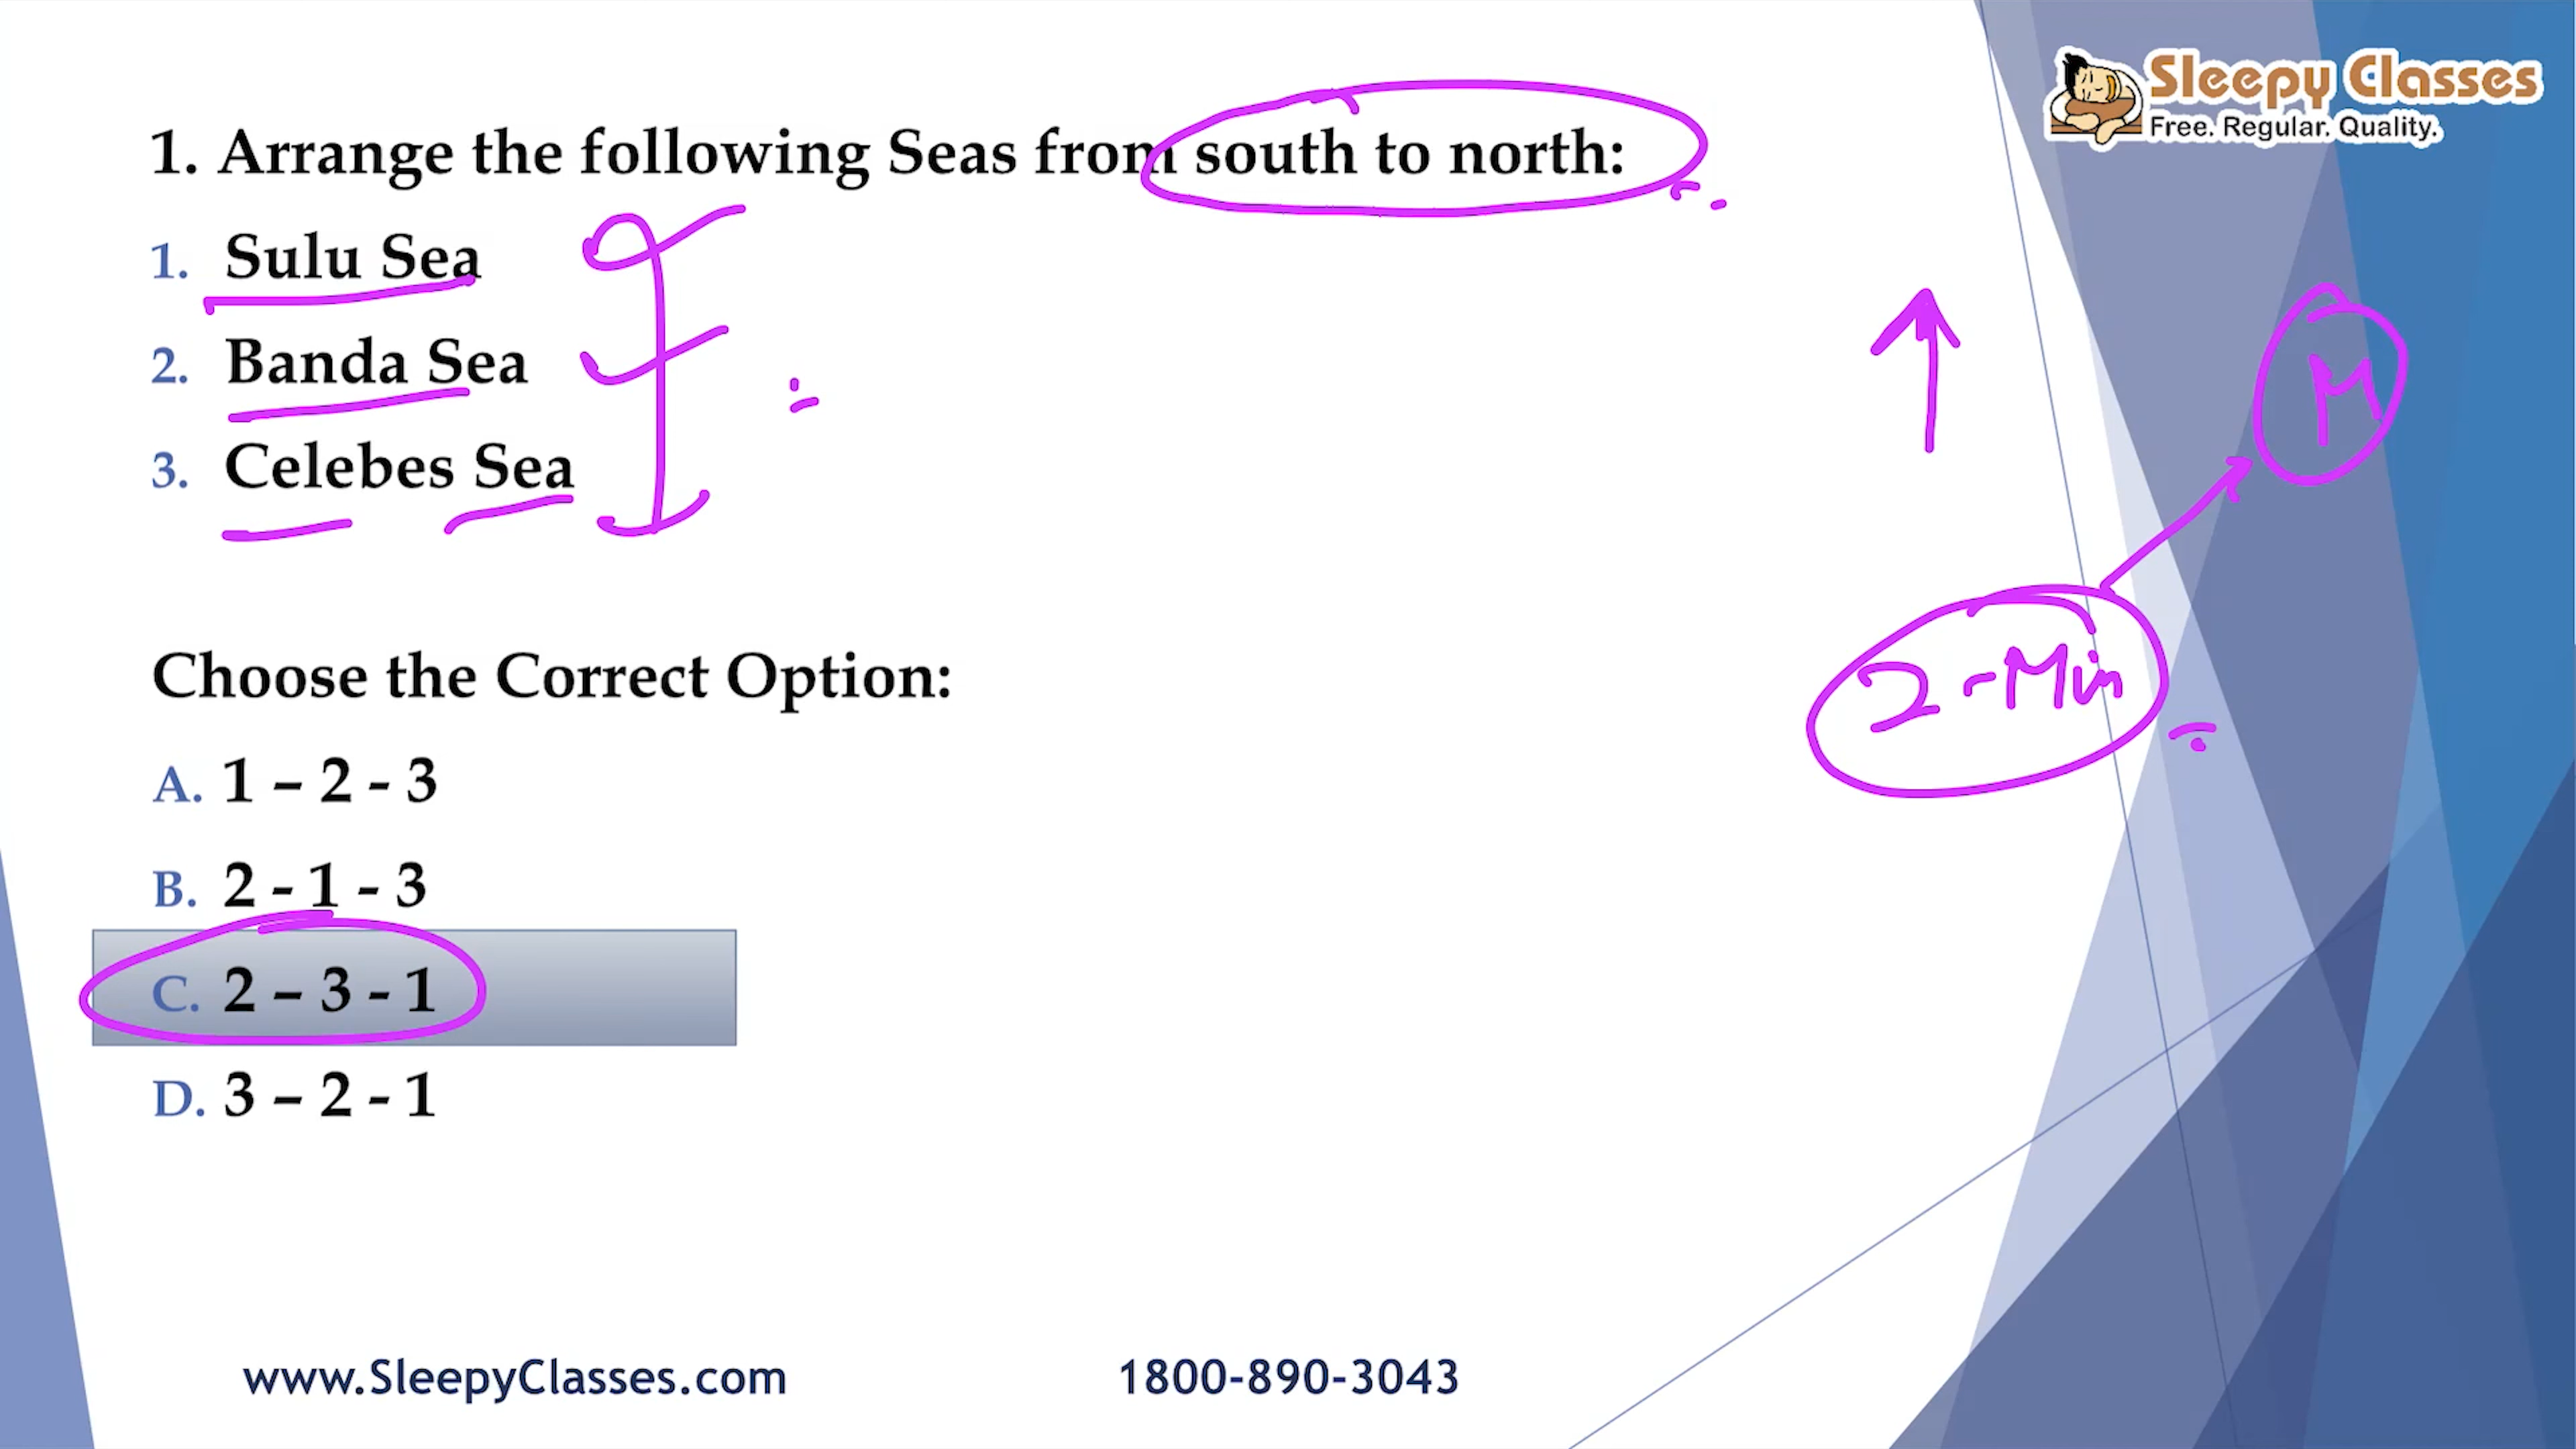 Sleepy Classes
Free. Regular. Quality.
1. Arrange the following Seas from south to north:
1. Sulu Sea
2. Banda Sea
3. Celebes Sea
M
2-Min
Choose the Correct Option:
A. 1 – 2 - 3
B. 2 - 1 - 3
C. 2 – 3 - 1
D. 3 – 2 - 1
www.SleepyClasses.com
1800-890-3043